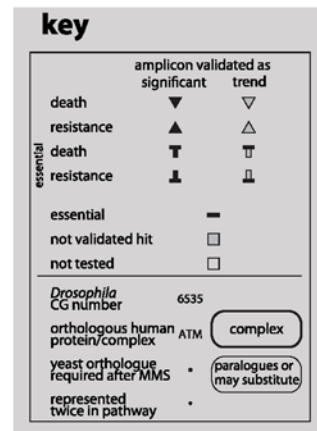 key
amplicon validated as
significant trend
death
resistance
essential
death
resistance
essential
not validated hit
not tested
Drosophila
CG number 6535
orthologous human
protein/complex ATM complex
yeast orthologue
required after MMS
paralogues or
may substitute
represented
twice in pathway